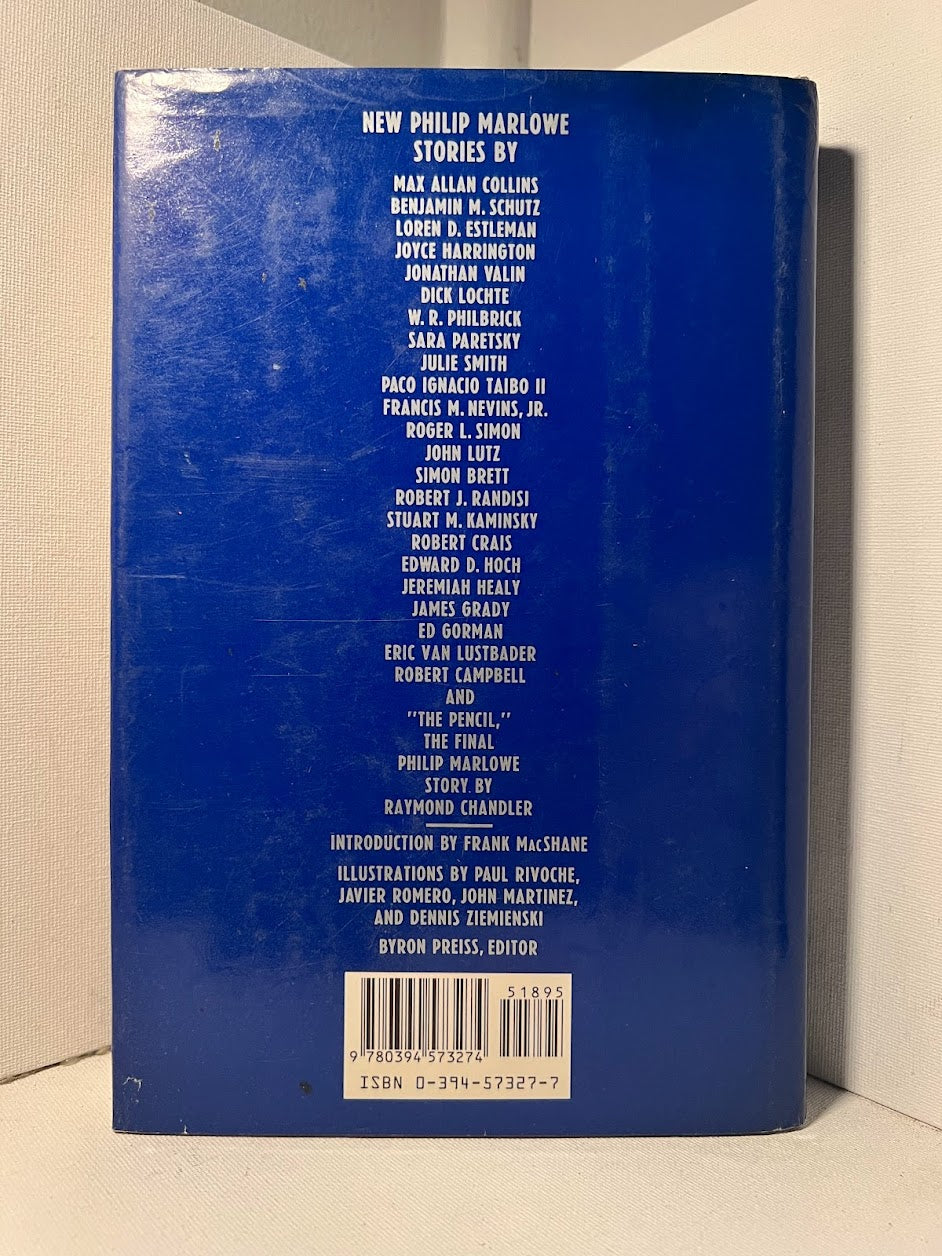 NEW PHILIP MARLOWE
STORIES BY
MAX ALLAN COLLINS
BENJAMIN M. SCHUTZ
LOREN D. ESTLEMAN
JOYCE HARRINGTON
JONATHAN VALIN
DICK LOCHTE
W. R. PHILBRICK
SARA PARETSKY
JULIE SMITH
PACO IGNACIO TAIBO II
FRANCIS M. NEVINS, JR.
ROGER L. SIMON
JOHN LUTZ
SIMON BRETT
ROBERT J. RANDISI
STUART M. KAMINSKY
ROBERT CRAIS
EDWARD D. HOCH
JEREMIAH HEALY
JAMES GRADY
ED GORMAN
ERIC VAN LUSTBADER
ROBERT CAMPBELL
AND
"THE PENCIL,"
THE FINAL
PHILIP MARLOWE
STORY BY
RAYMOND CHANDLER
INTRODUCTION BY FRANK MACSHANE
ILLUSTRATIONS BY PAUL RIVOCHE,
JAVIER ROMERO, JOHN MARTINEZ,
AND DENNIS ZIEMIENSKI
BYRON PREISS, EDITOR
51895
9 780394 573274
ISBN 0-394-57327-7